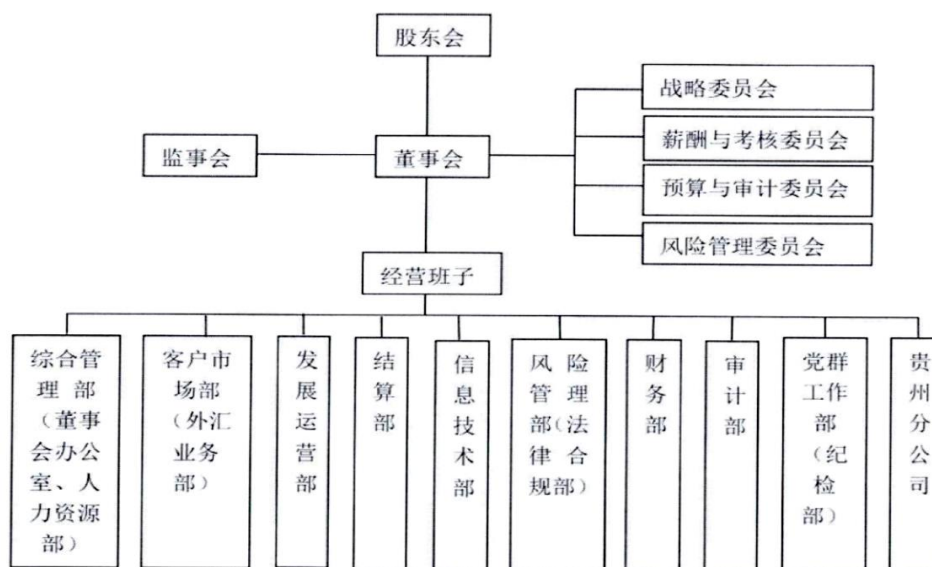 股东会
战略委员会
薪酬与考核委员会
监事会
董事会
预算与审计委员会
风险管理委员会
经营班子
综合管
理部
（董事
会办公
室、人
力资源
部）
客户市
场部
（外汇
业务
部）
发
展
运
营
部
结
算
部
信
息
技
术
部
风险
管理
部（法
律合
规部）
财
务
部
审
计
部
党群
工作
部
（纪
检
部）
贵
州
分
公
司